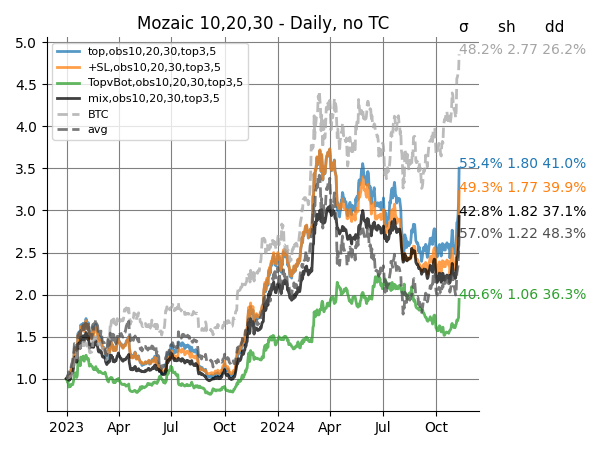 Mozaic 10,20,30 - Daily, no TC
σ sh dd
5.0
4.5
4.0
3.5
3.0
2.5
2.0
1.5
1.0
top,obs10,20,30,top3,5
+SL,obs10,20,30,top3,5
TopvBot,obs10,20,30,top3,5
mix,obs10,20,30,top3,5
BTC
avg
48.2% 2.77 26.2%
53.4% 1.80 41.0%
49.3% 1.77 39.9%
42.8% 1.82 37.1%
57.0% 1.22 48.3%
40.6% 1.06 36.3%
2023 Apr Jul Oct 2024 Apr Jul Oct